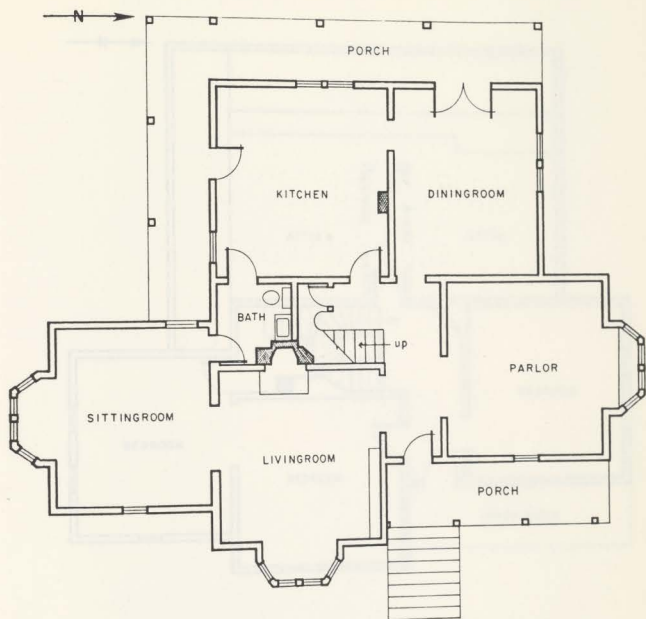 N
PORCH
KITCHEN
DININGROOM
BATH
up
PARLOR
SITTINGROOM
LIVINGROOM
PORCH